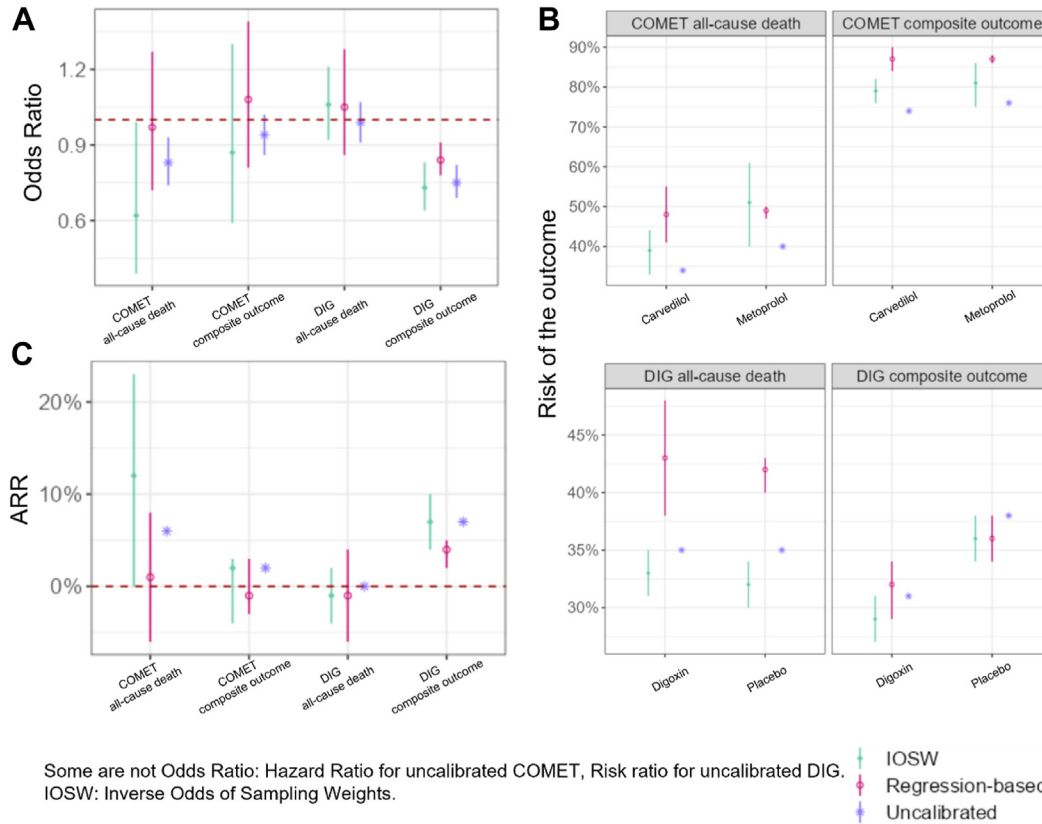 A
Odds Ratio
1.2
0.9
0.6
COMET
all-cause death
COMET
composite outcome
DIG
all-cause death
DIG
composite outcome
B
Risk of the outcome
COMET all-cause death
COMET composite outcome
90%
80%
70%
60%
50%
40%
Carvedilol
Metoprolol
Carvedilol
Metoprolol
DIG all-cause death
DIG composite outcome
45%
40%
35%
30%
Digoxin
Placebo
Digoxin
Placebo
C
ARR
20%
10%
0%
COMET
all-cause death
COMET
composite outcome
DIG
all-cause death
DIG
composite outcome
Some are not Odds Ratio: Hazard Ratio for uncalibrated COMET, Risk ratio for uncalibrated DIG.
IOSW: Inverse Odds of Sampling Weights.
IOSW
Regression-based
Uncalibrated